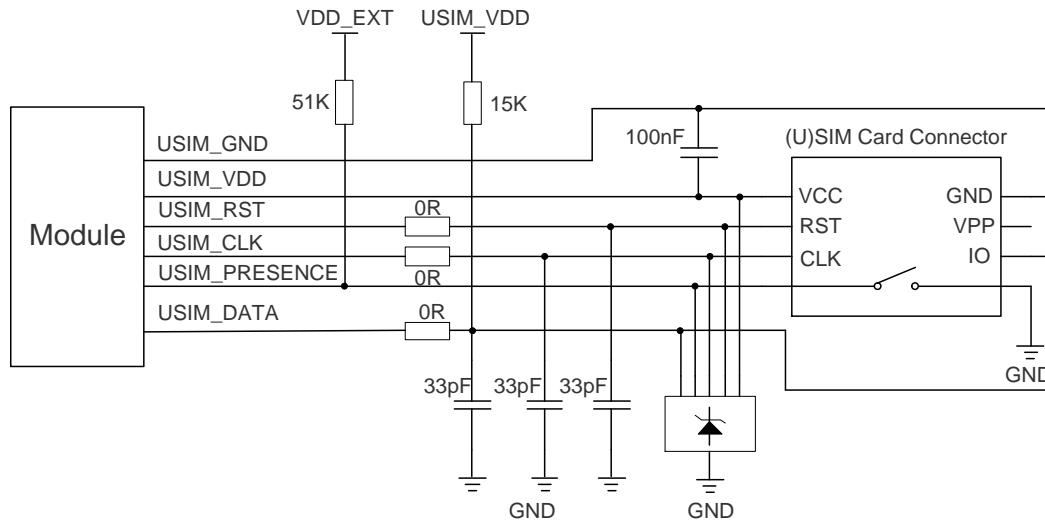 VDD_EXT USIM_VDD
51K 15K
100nF (U)SIM Card Connector
USIM_GND
USIM_VDD VCC GND
USIM_RST 0R RST VPP
Module
USIM_CLK CLK IO
USIM_PRESENCE 0R
USIM_DATA 0R
GND
33pF 33pF 33pF
GND GND